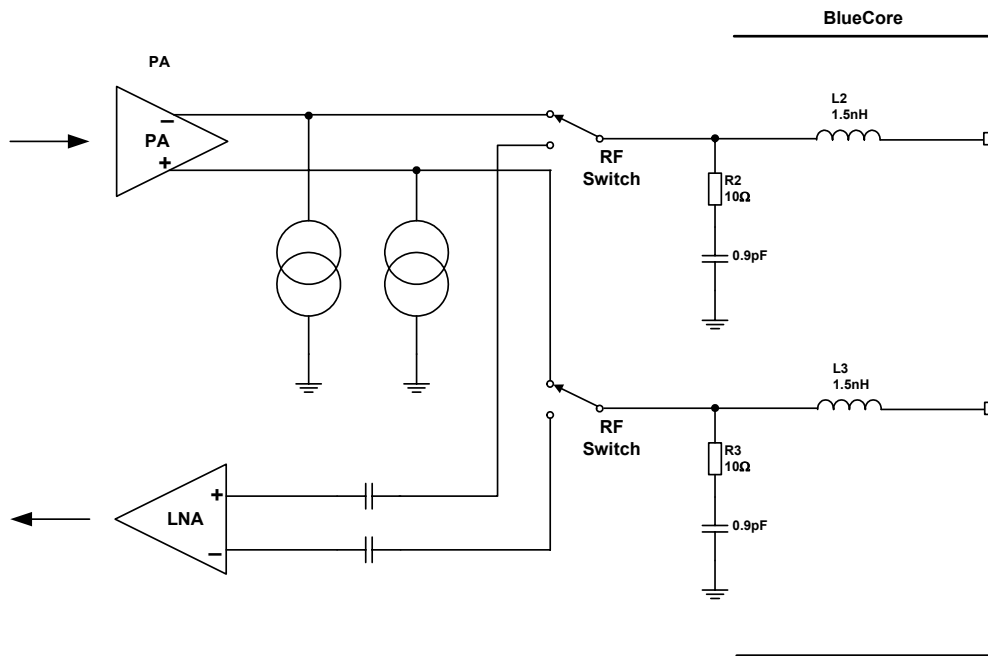 BlueCore
PA
L2
1.5nH
−
PA
+
RF
Switch
R2
10Ω
0.9pF
L3
1.5nH
RF
Switch
R3
10Ω
+
LNA
−
0.9pF